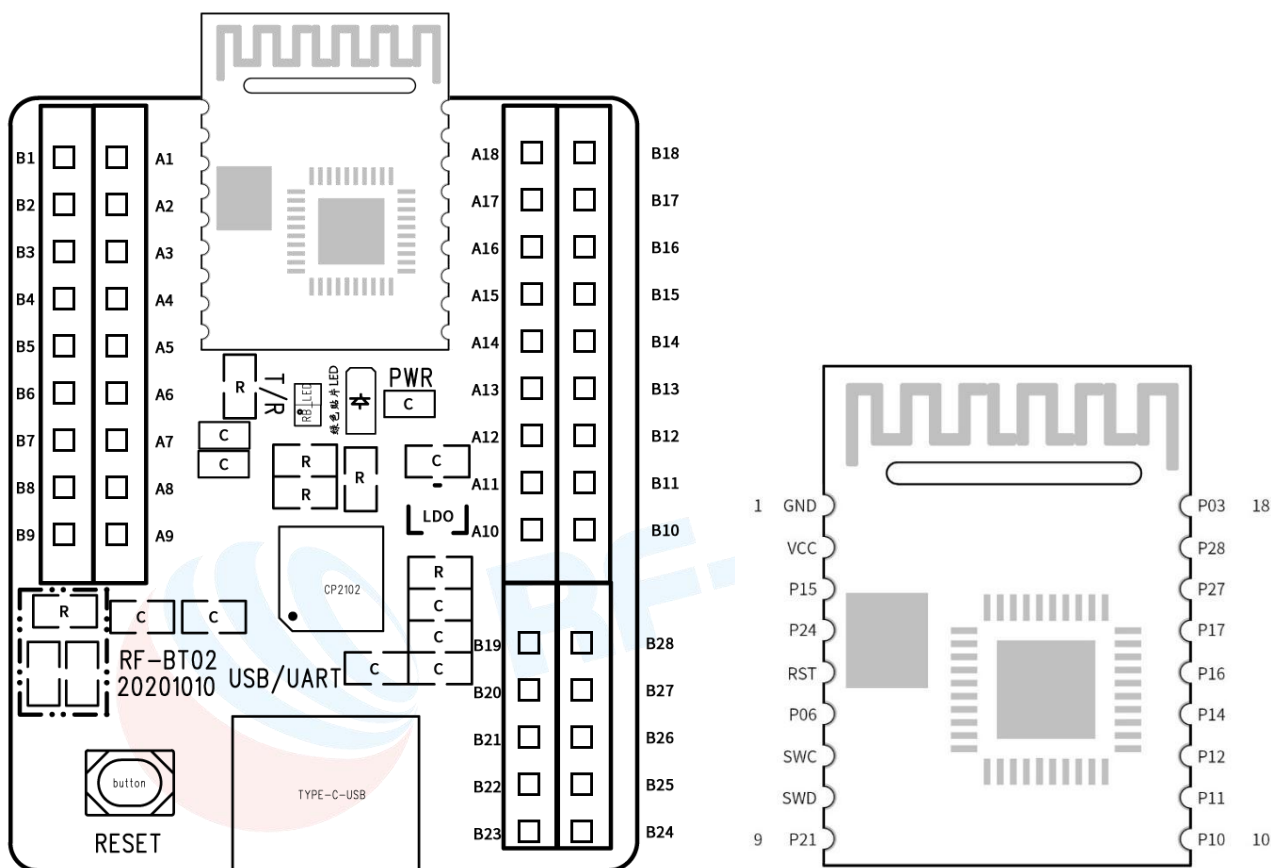 B1 A1 A18 B18
B2 A2 A17 B17
B3 A3 A16 B16
B4 A4 A15 B15
B5 A5 A14 B14
B6 A6 A13 B13
B7 A7 A12 B12
B8 A8 A11 B11
B9 A9 A10 B10
R
T/R
RB_LED
绿色贴片LED
PWR
C
C
C
R
R
R
C
LDO
CP2102
R
C
C
C
C
R
C
C
RF-BT02
20201010
USB/UART
B19 B28
B20 B27
B21 B26
B22 B25
B23 B24
button
RESET
TYPE-C-USB
RF-
1 GND P03 18
VCC P28
P15 P27
P24 P17
RST P16
P06 P14
SWC P12
SWD P11
9 P21 P10 10